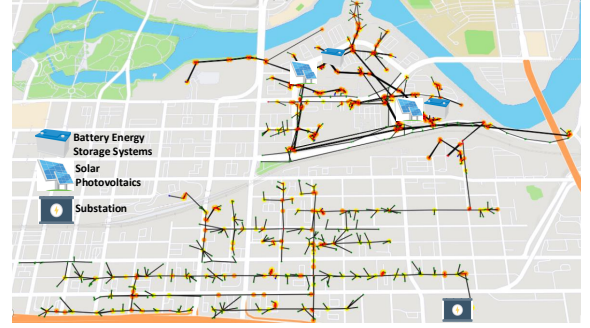 Battery Energy
Storage Systems
Solar
Photovoltaics
Substation